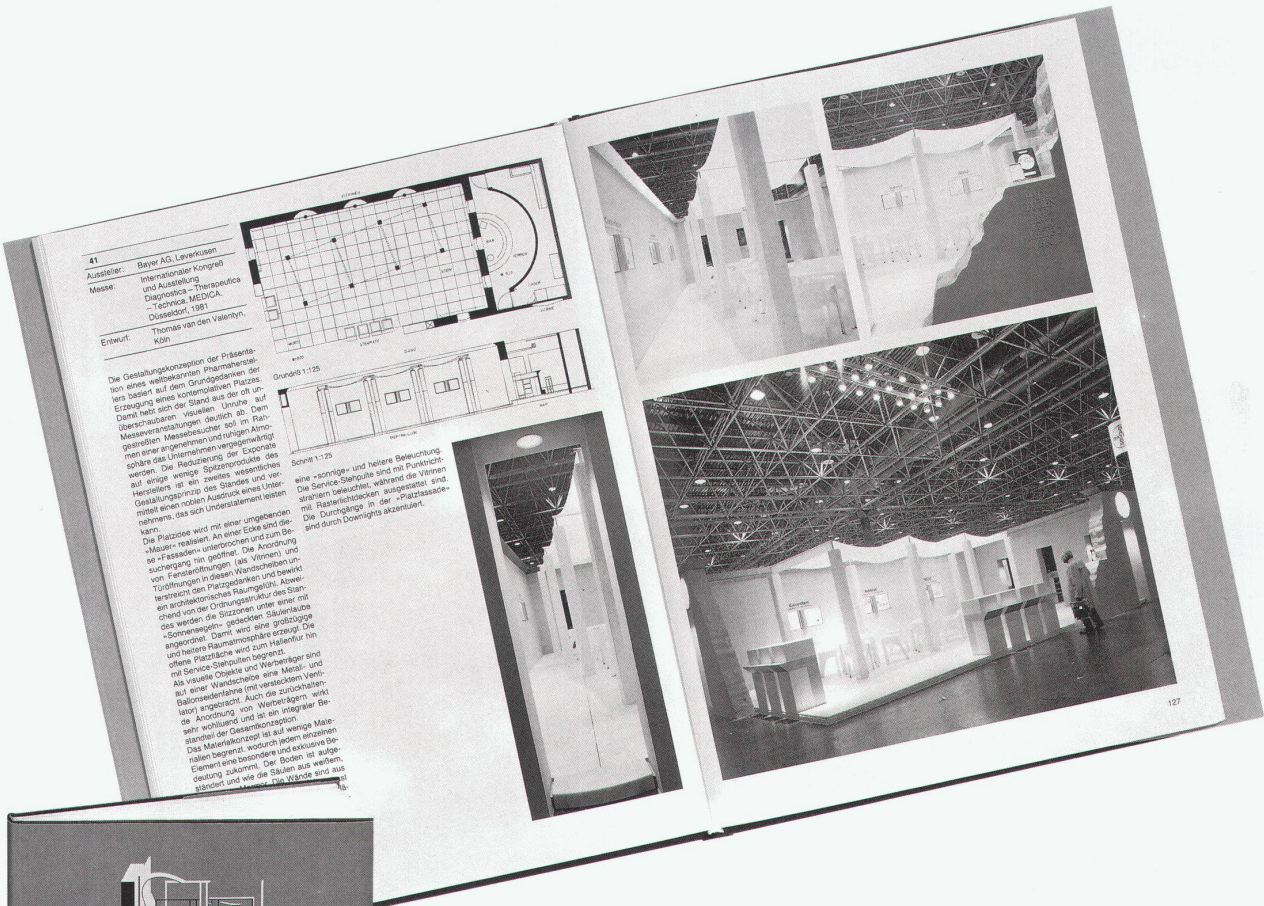 41
Aussteller: Bayer AG, Leverkusen
Messe: Internationaler Kongreß
und Ausstellung
Diagnostica – Therapeutica
– Technica, MEDICA,
Düsseldorf, 1981
Entwurf: Thomas van den Valentyn,
Köln
Die Gestaltungskonzeption der Präsenta-
tion eines weltbekannten Pharmaherstel-
lers basiert auf dem Grundgedanken der
Erzeugung eines kontemplativen Platzes.
Damit hebt sich der Stand aus der oft un-
überschaubaren visuellen Unruhe auf
Messeveranstaltungen deutlich ab. Dem
gestreßten Messebesucher soll im Rah-
men einer angenehmen und ruhigen Atmo-
sphäre das Unternehmen vergegenwärtigt
werden. Die Reduzierung der Exponate
auf einige wenige Spitzenprodukte des
Herstellers ist ein zweites wesentliches
Gestaltungsprinzip des Standes und ver-
mittelt einen noblen Ausdruck eines Unter-
nehmens, das sich Understatement leisten
kann.
Die Platzidee wird mit einer umgebenden
»Mauer« realisiert. An einer Ecke sind die-
se »Fassaden« unterbrochen und zum Be-
suchergang hin geöffnet. Die Anordnung
von Fensteröffnungen (als Vitrinen) und
Türöffnungen in diesen Wandscheiben un-
terstreicht den Platzgedanken und bewirkt
ein architektonisches Raumgefühl. Abwei-
chend von der Ordnungsstruktur des Stan-
des werden die Sitzzonen unter einer mit
»Sonnensegeln« gedeckten Säulenlaube
angeordnet. Damit wird eine großzügige
und heitere Raumatmosphäre erzeugt. Die
offene Platzfläche wird zum Hallenflur hin
mit Service-Stehpulten begrenzt.
Als visuelle Objekte und Werbeträger sind
auf einer Wandscheibe eine Metall- und
Ballonseidenfahne (mit verstecktem Venti-
lator) angebracht. Auch die zurückhalten-
de Anordnung von Werbeträgern wirkt
sehr wohltuend und ist ein integraler Be-
standteil der Gesamtkonzeption.
Das Materialkonzept ist auf wenige Mate-
rialien begrenzt, wodurch jedem einzelnen
Element eine besondere und exklusive Be-
deutung zukommt. Der Boden ist aufge-
ständert und wie die Säulen aus weißem,
Marmor. Die Wände sind aus
Grundriß 1:125
Schnitt 1:125
eine »sonnige« und heitere Beleuchtung.
Die Service-Stehpulte sind mit Punktricht-
strahlern beleuchtet, während die Vitrinen
mit Rasterlichtdecken ausgestattet sind.
Die Durchgänge in der »Platzfassade«
sind durch Downlights akzentuiert.
127